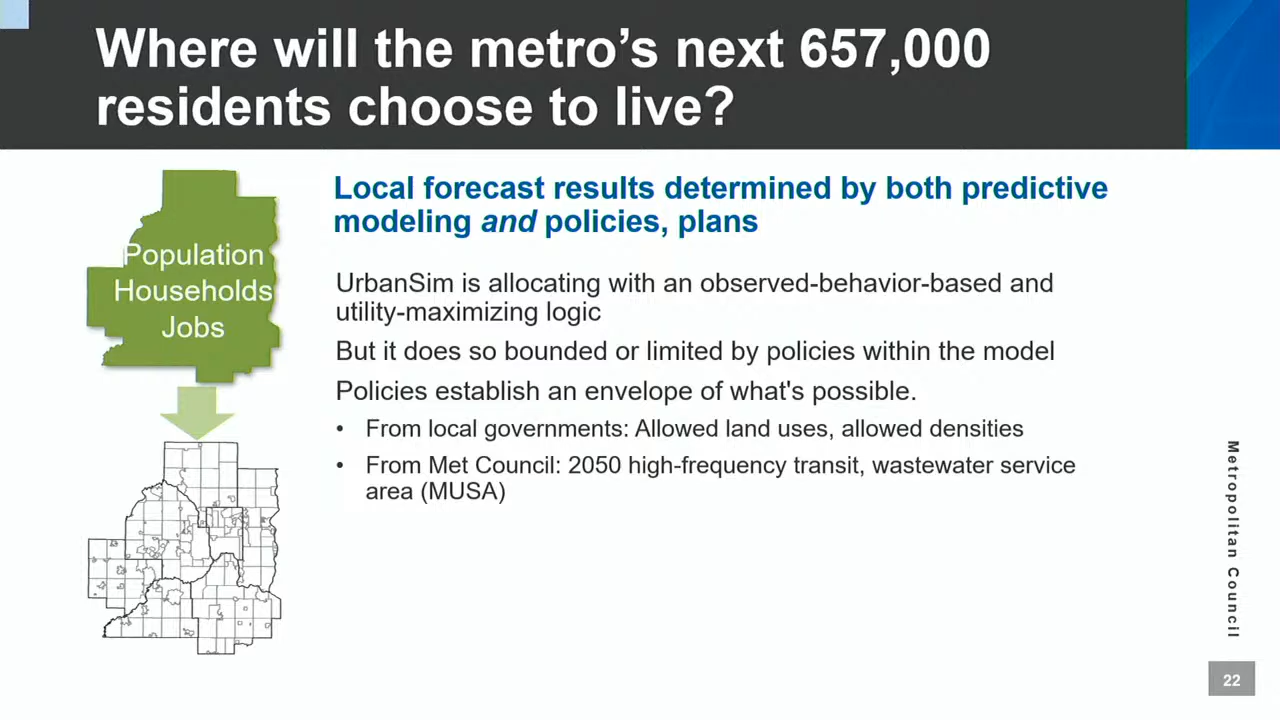 Where will the metro’s next 657,000
residents choose to live?
Population
Households
Jobs
Local forecast results determined by both predictive
modeling and policies, plans
UrbanSim is allocating with an observed-behavior-based and
utility-maximizing logic
But it does so bounded or limited by policies within the model
Policies establish an envelope of what's possible.
• From local governments: Allowed land uses, allowed densities
• From Met Council: 2050 high-frequency transit, wastewater service
area (MUSA)
Metropolitan Council
22